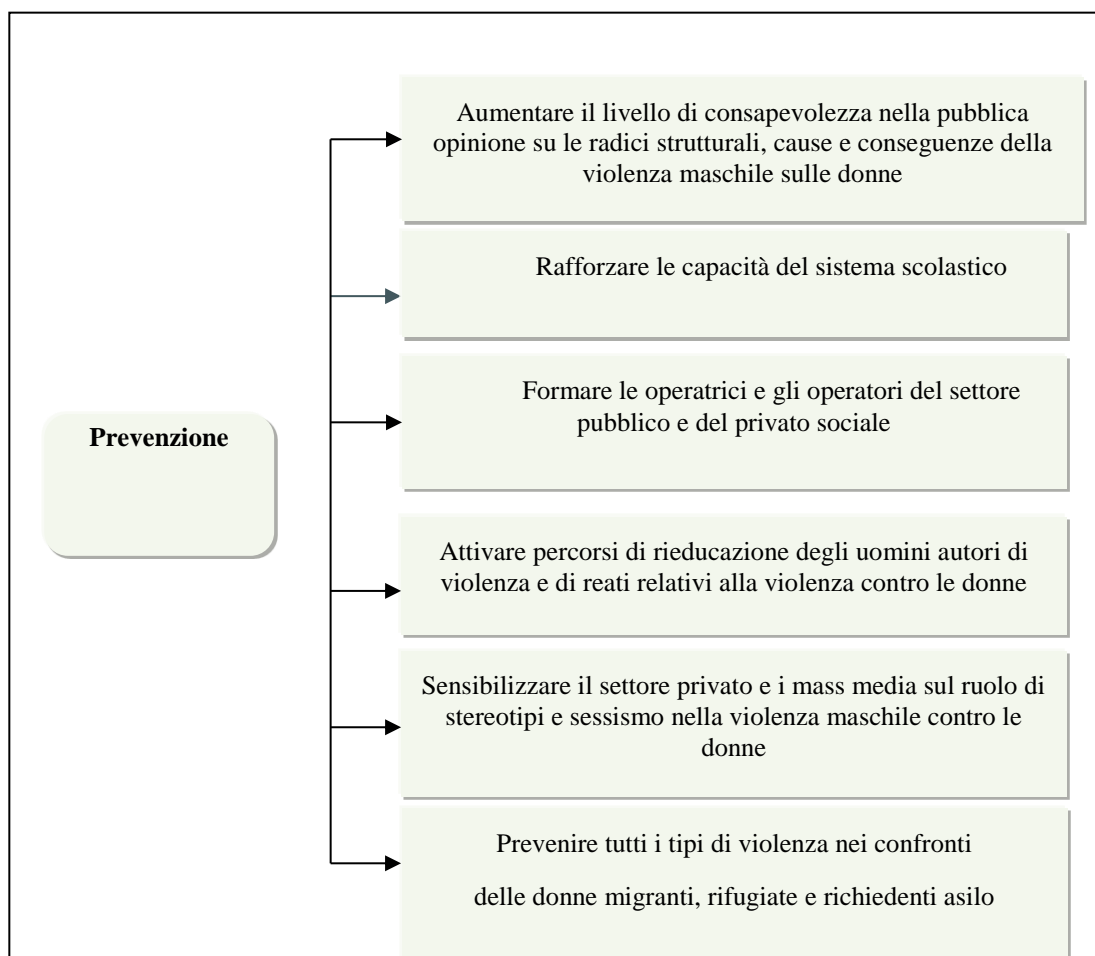 Aumentare il livello di consapevolezza nella pubblica
opinione su le radici strutturali, cause e conseguenze della
violenza maschile sulle donne
Rafforzare le capacità del sistema scolastico
Formare le operatrici e gli operatori del settore
pubblico e del privato sociale
Prevenzione
Attivare percorsi di rieducazione degli uomini autori di
violenza e di reati relativi alla violenza contro le donne
Sensibilizzare il settore privato e i mass media sul ruolo di
stereotipi e sessismo nella violenza maschile contro le
donne
Prevenire tutti i tipi di violenza nei confronti
delle donne migranti, rifugiate e richiedenti asilo